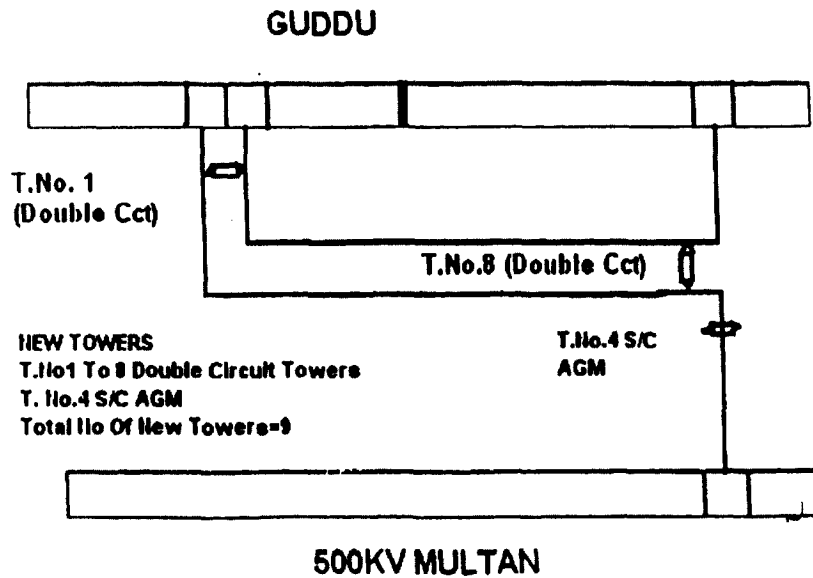 GUDDU
T.No. 1
(Double Cct)
T.No.8 (Double Cct)
T.No.4 S/C
AGM
NEW TOWERS
T.No1 To 8 Double Circuit Towers
T. No.4 S/C AGM
Total No Of New Towers=9
500KV MULTAN